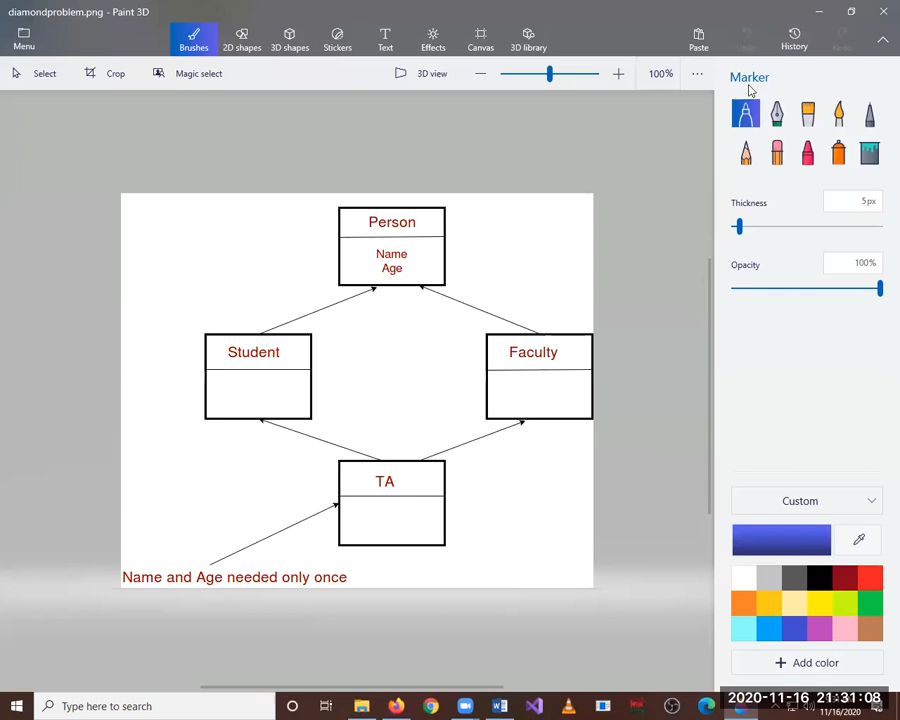 diamondproblem.png - Paint 3D
Menu
Brushes
2D shapes
3D shapes
Stickers
Text
Effects
Canvas
3D library
Paste
Undo
History
Redo
Select
Crop
Magic select
3D view
100%
Marker
Thickness
5px
Opacity
100%
Person
Name
Age
Student
Faculty
TA
Name and Age needed only once
Custom
Add color
Type here to search
2020-11-16 21:31:08
11/16/2020